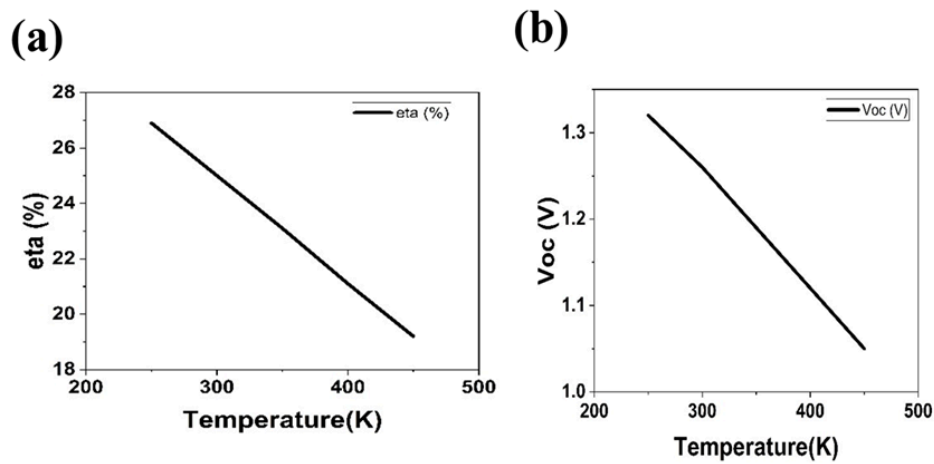 (a)
28
26
24
22
20
18
eta (%)
eta (%)
200 300 400 500
Temperature(K)
(b)
1.3
1.2
1.1
1.0
Voc (V)
Voc (V)
200 300 400 500
Temperature(K)